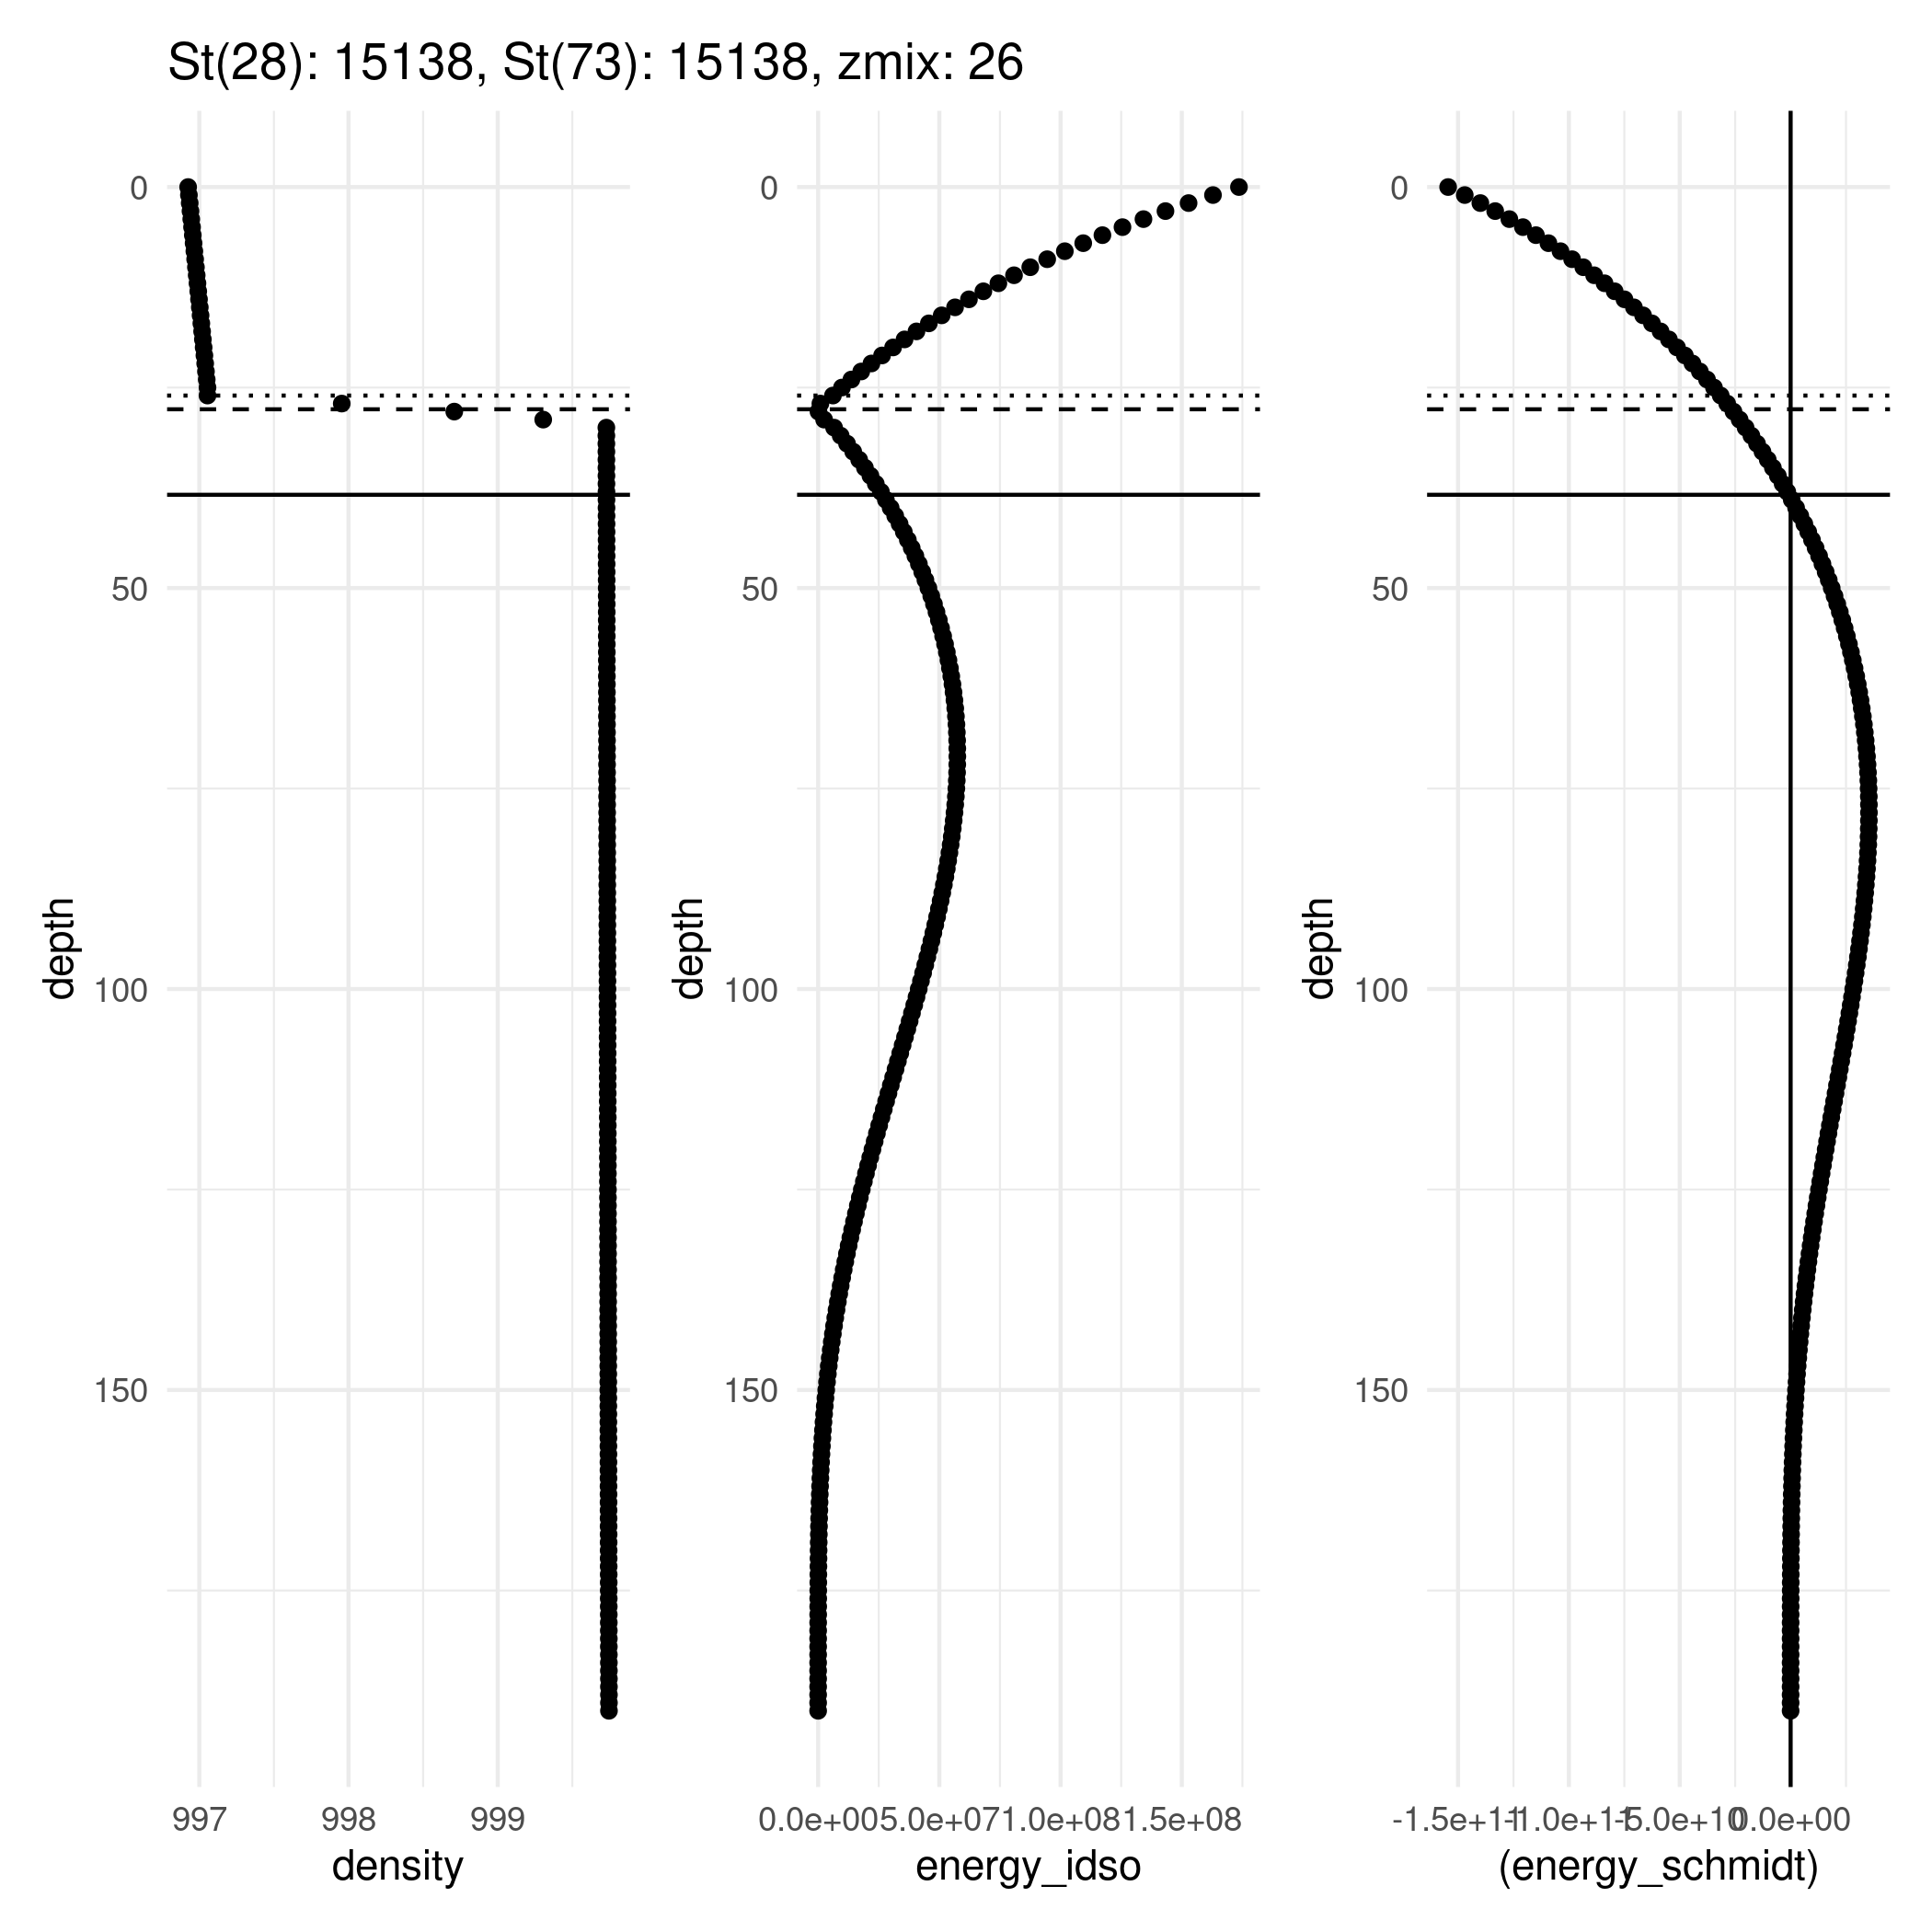 St(28): 15138, St(73): 15138, zmix: 26
0
50
100
150
depth
997
998
999
density
0
50
100
150
depth
0.0e+00
5.0e+07
1.0e+08
1.5e+08
energy_idso
0
50
100
150
depth
-1.5e+11
-1.0e+11
-5.0e+10
0.0e+00
(energy_schmidt)